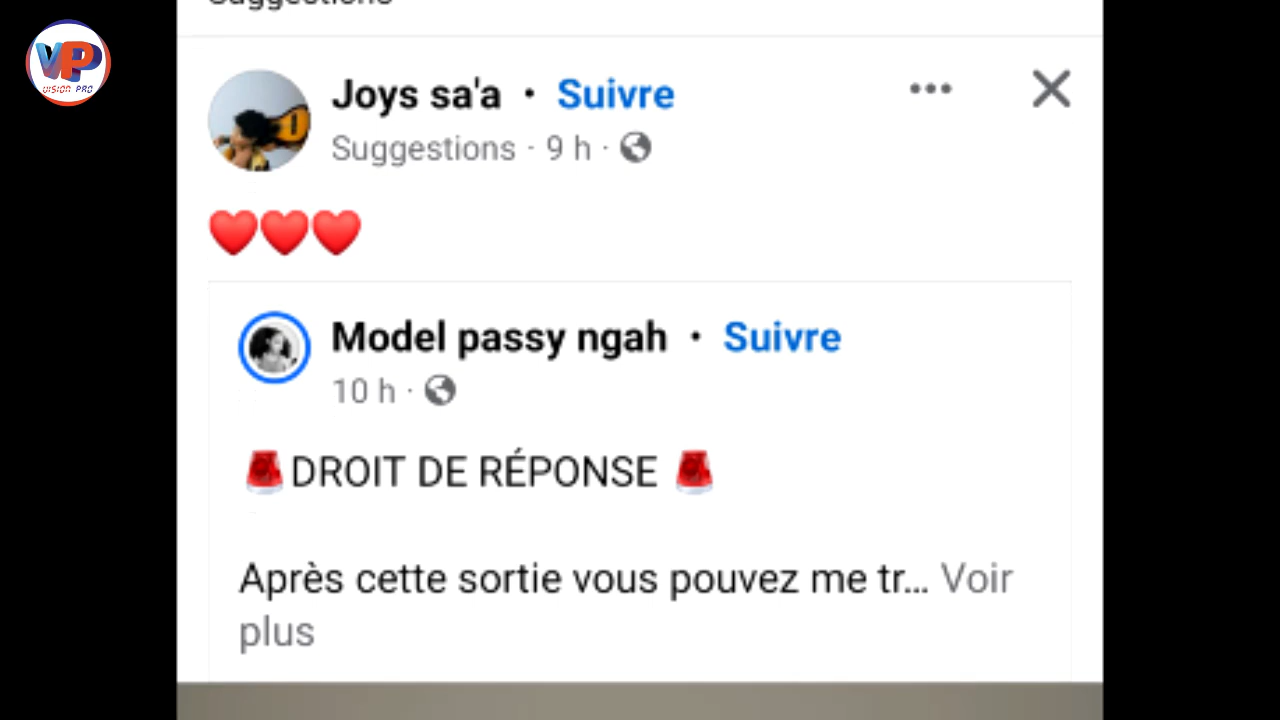 Suggestions
VP
VISION PRO
Joys sa'a · Suivre
Suggestions · 9 h ·
❤️❤️❤️
Model passy ngah · Suivre
10 h ·
🚨DROIT DE RÉPONSE 🚨
Après cette sortie vous pouvez me tr... Voir
plus